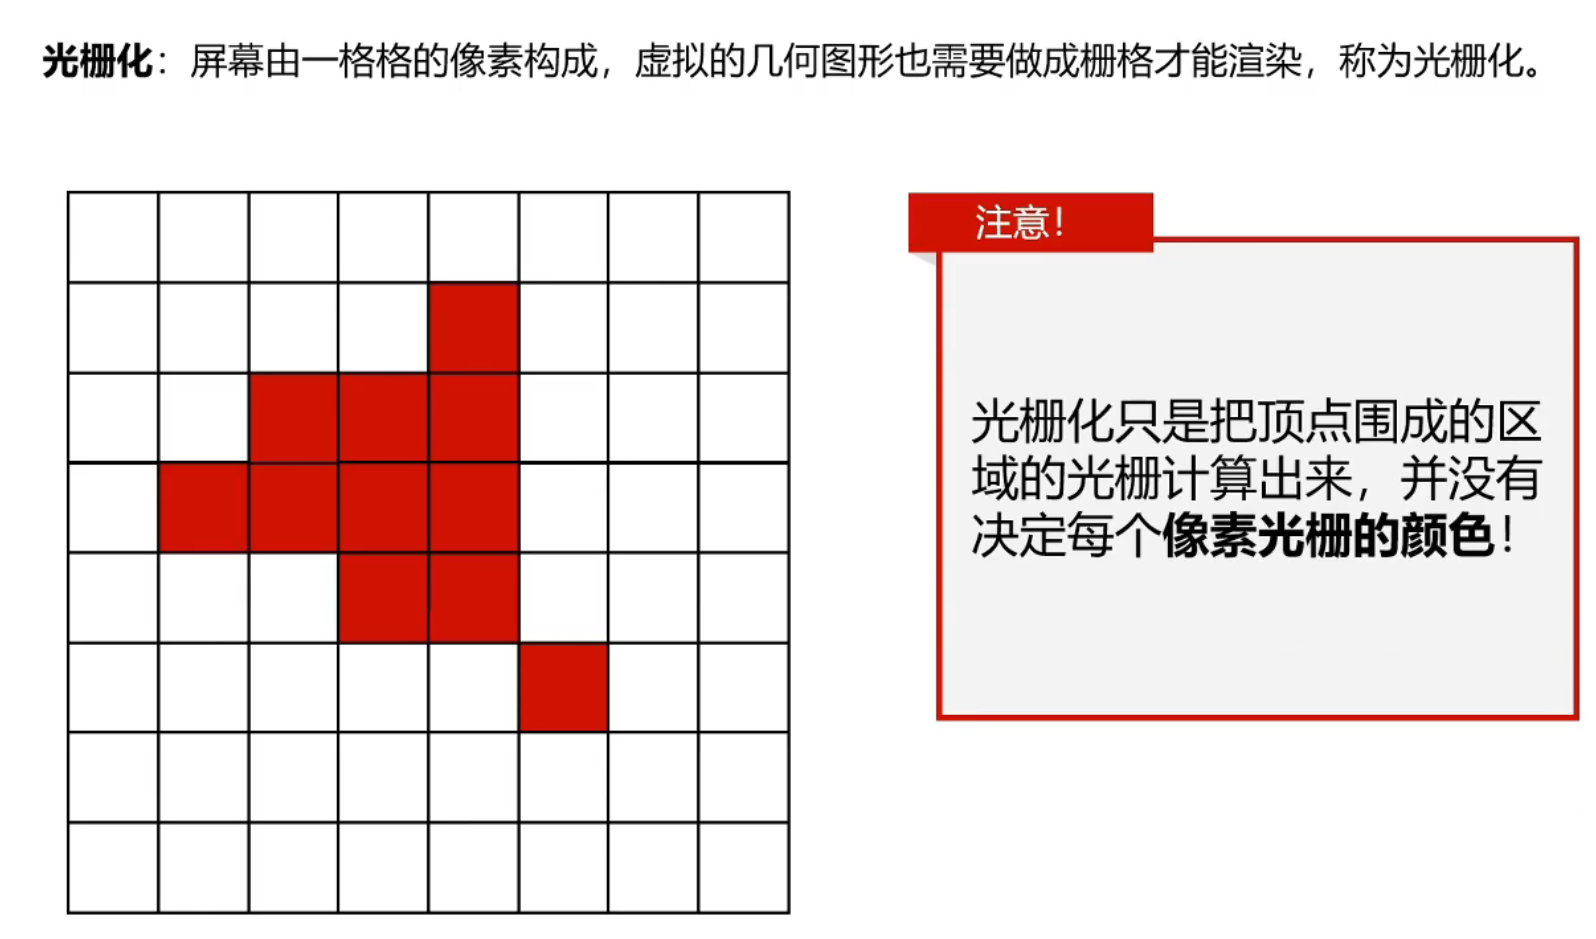 光栅化：屏幕由一格格的像素构成，虚拟的几何图形也需要做成栅格才能渲染，称为光栅化。
注意！
光栅化只是把顶点围成的区
域的光栅计算出来，并没有
决定每个像素光栅的颜色！